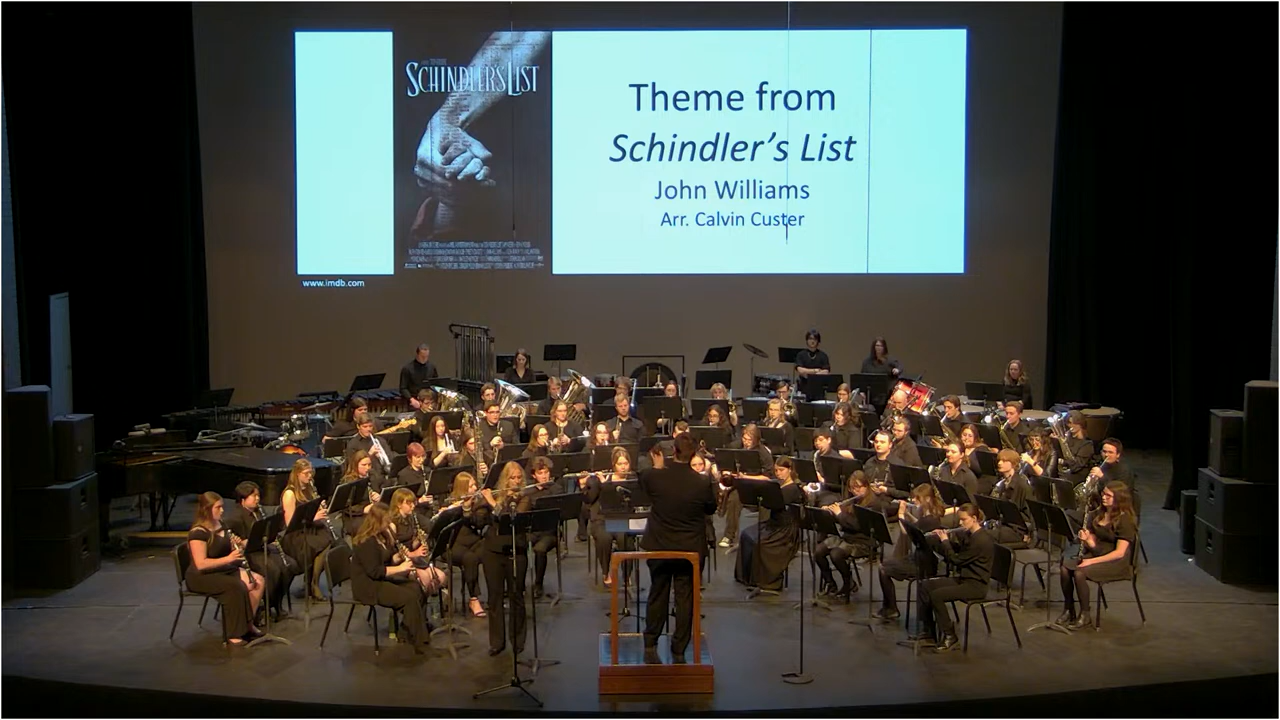 SCHINDLER'S LIST
Theme from
Schindler's List
John Williams
Arr. Calvin Custer
www.imdb.com